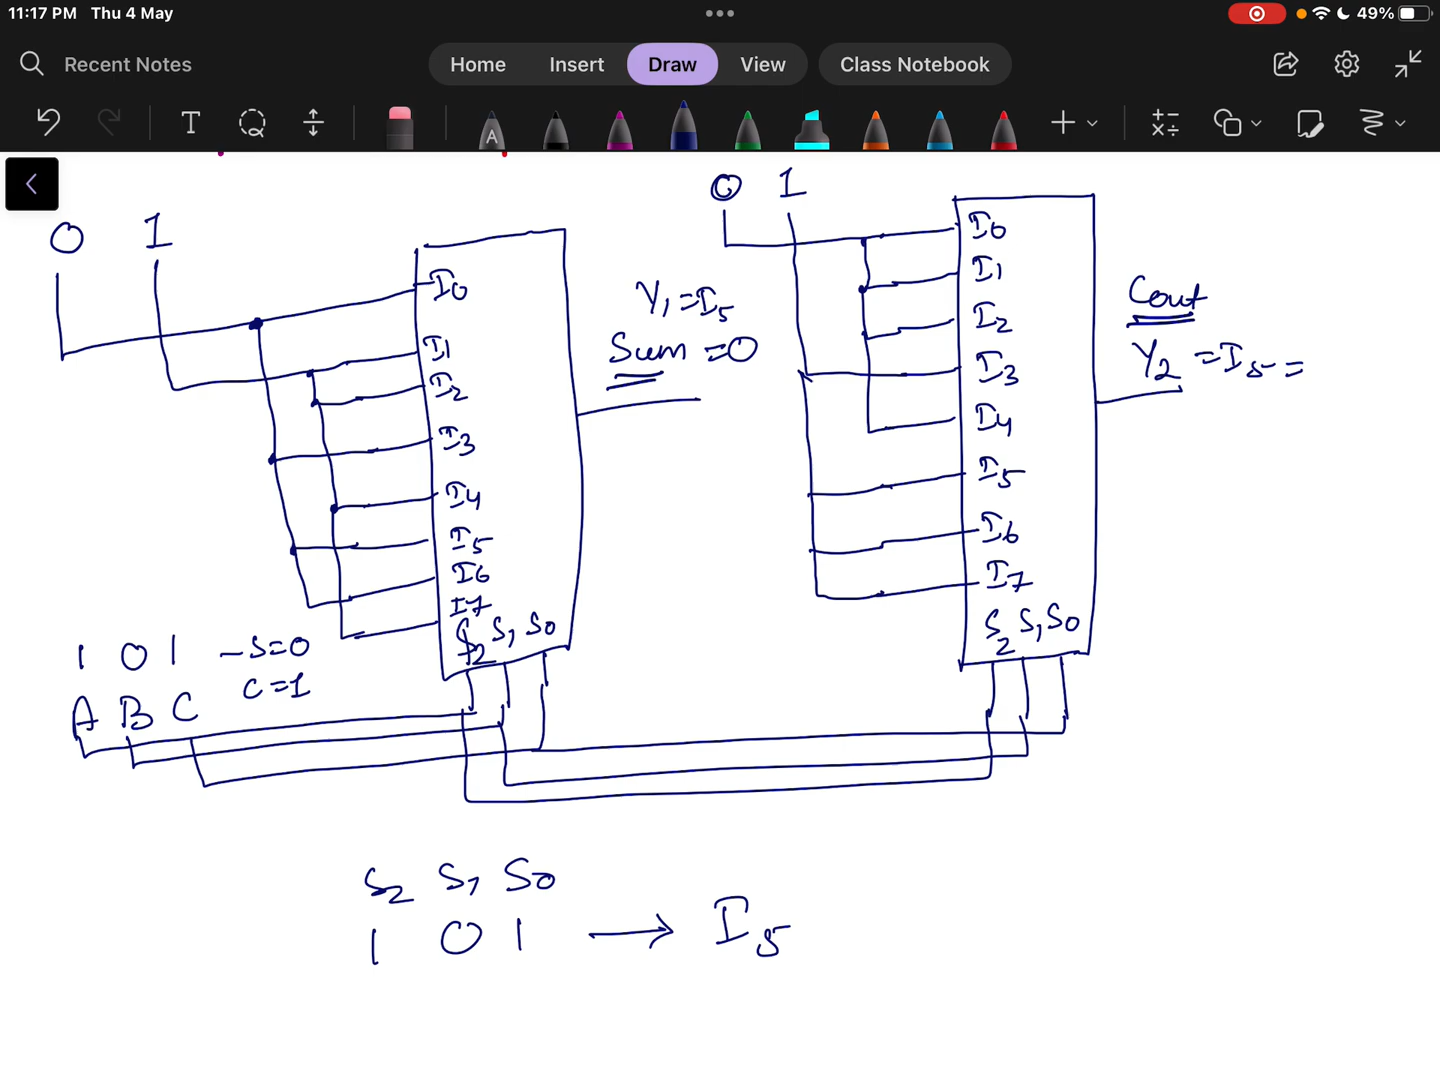 11:17 PM Thu 4 May
49%
Recent Notes
Home Insert Draw View Class Notebook
T
A
0 1
I0
I1
I2
I3
I4
I5
I6
I7
S2 S1 S0
Y1 = I5
Sum = 0
0 1
I0
I1
I2
I3
I4
I5
I6
I7
S2 S1 S0
Cout
Y2 = I5 =
1 0 1 - S=0
C=1
A B C
S2 S1 S0
1 0 1 → I5